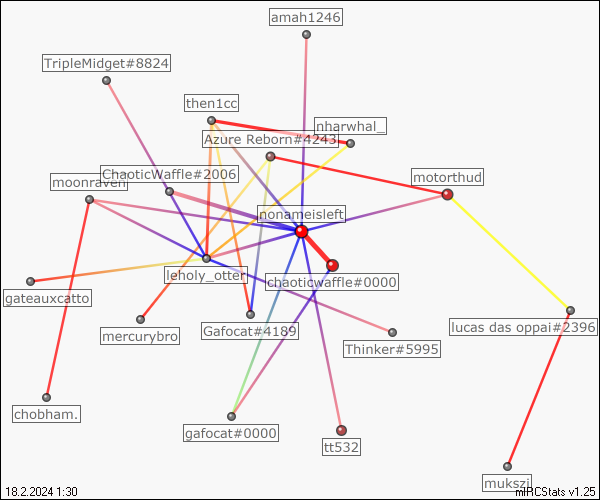 amah1246
TripleMidget#8824
then1cc
nharwhal_
Azure Reborn#4243
ChaoticWaffle#2006
moonraven
motorthud
nonameisleft
leholy_otter
chaoticwaffle#0000
gateauxcatto
mercurybro
Gafocat#4189
lucas das oppai#2396
Thinker#5995
chobham.
gafocat#0000
tt532
mukszi
18.2.2024 1:30
mIRCStats v1.25